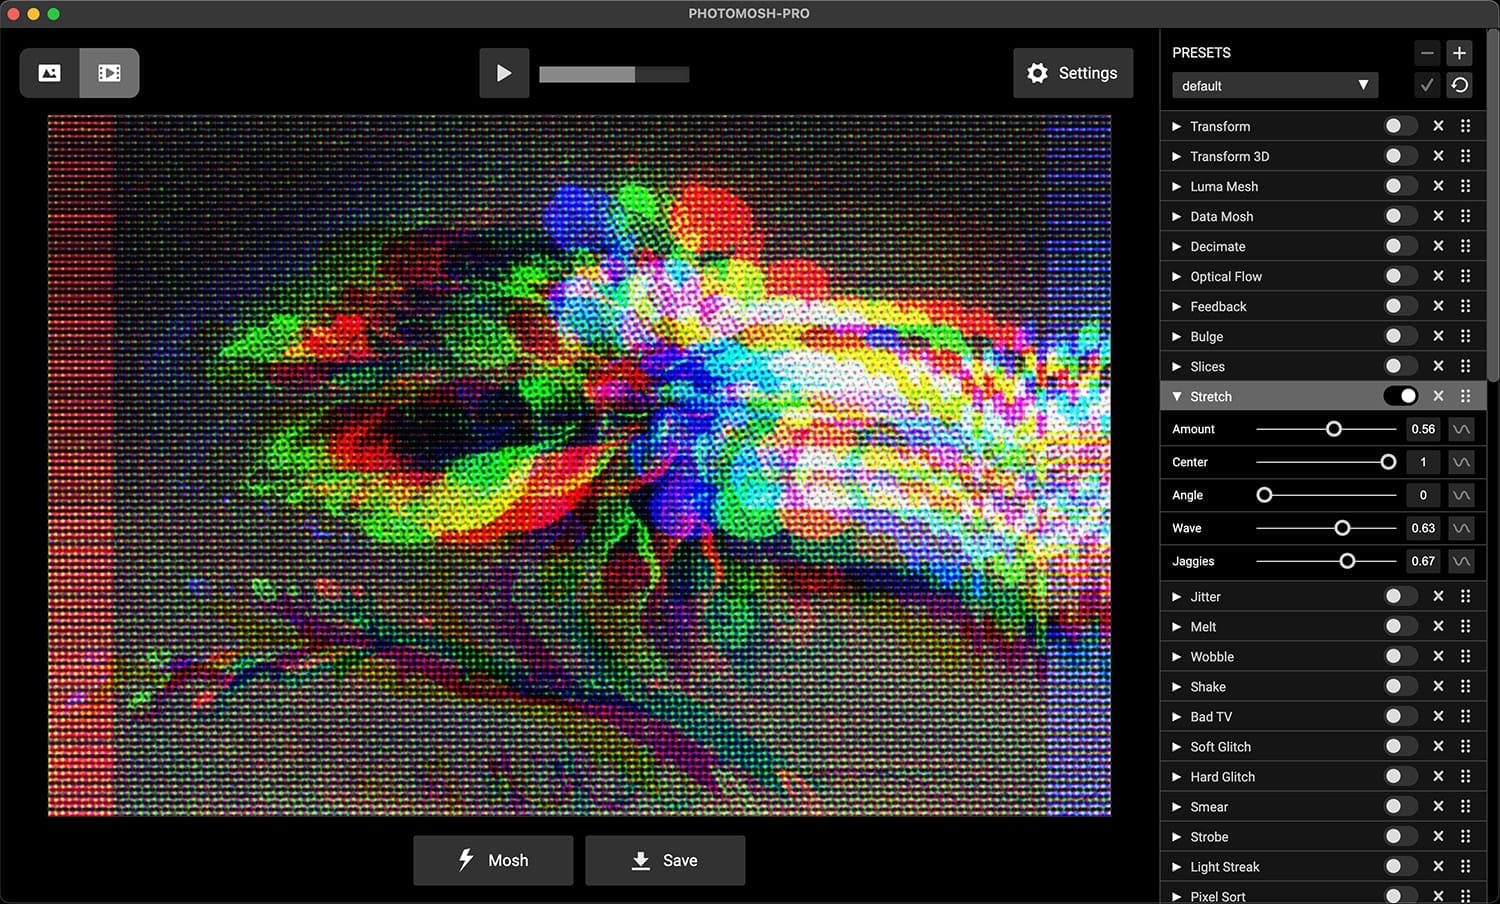 PHOTOMOSH-PRO
Settings
PRESETS
default
Transform
Transform 3D
Luma Mesh
Data Mosh
Decimate
Optical Flow
Feedback
Bulge
Slices
Stretch
Amount 0.56
Center 1
Angle 0
Wave 0.63
Jaggies 0.67
Jitter
Melt
Wobble
Shake
Bad TV
Soft Glitch
Hard Glitch
Smear
Strobe
Light Streak
Pixel Sort
Mosh
Save